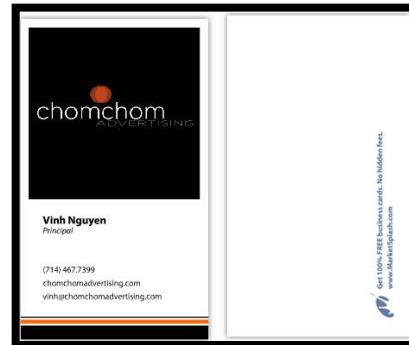 chomchom
ADVERTISING
Vinh Nguyen
Principal
(714) 467.7399
chomchomadvertising.com
vinh@chomchomadvertising.com
Get 100% FREE business cards. No hidden fees.
www.MarketSplash.com